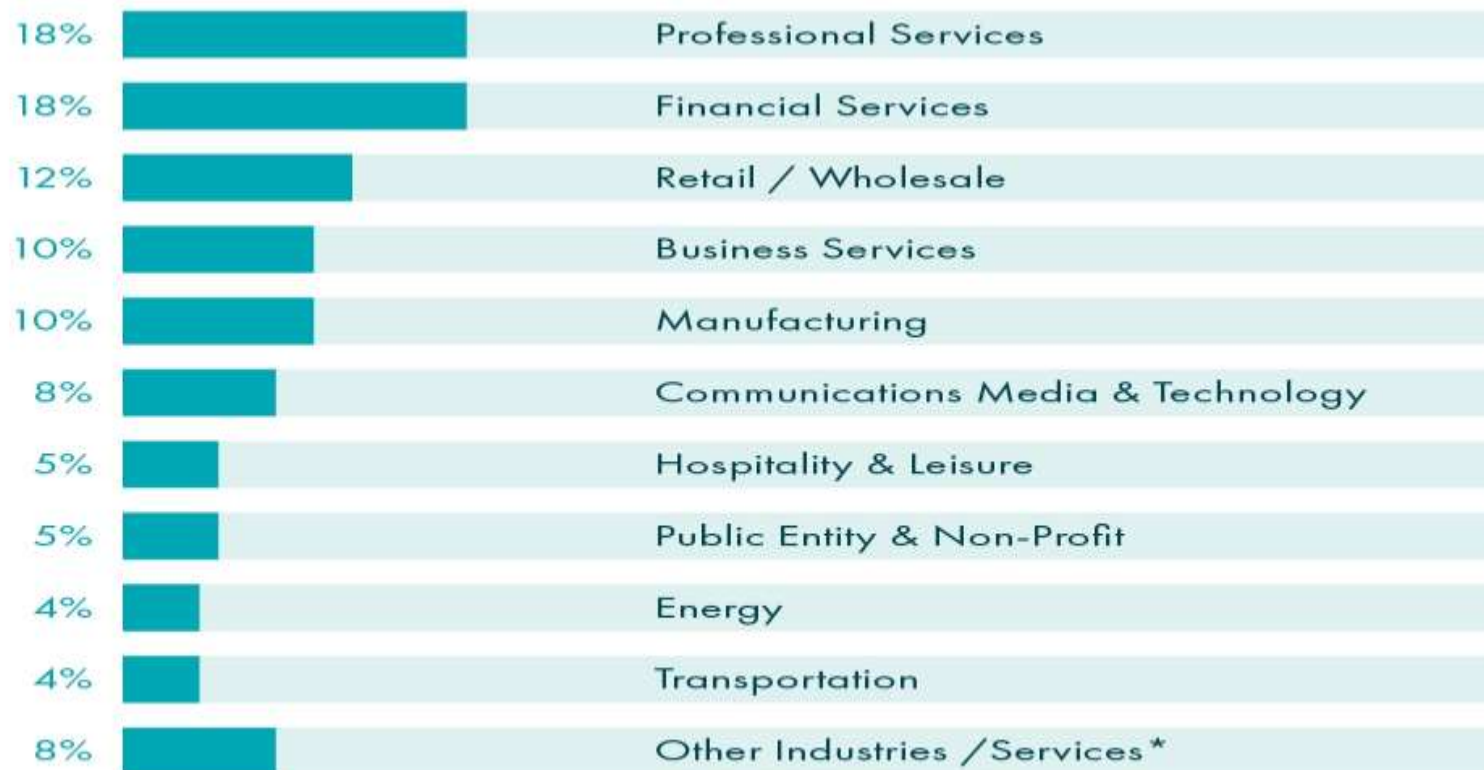 18% Professional Services
18% Financial Services
12% Retail / Wholesale
10% Business Services
10% Manufacturing
8% Communications Media & Technology
5% Hospitality & Leisure
5% Public Entity & Non-Profit
4% Energy
4% Transportation
8% Other Industries /Services*